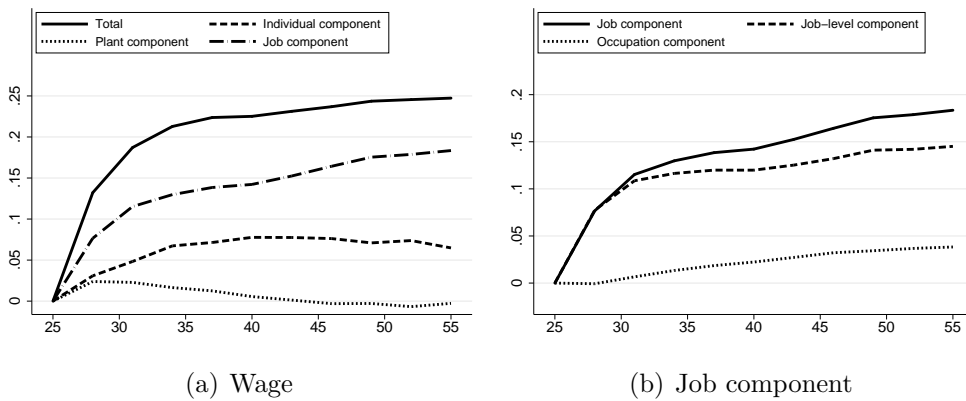 Total Individual component
Plant component Job component
.25
.2
.15
.1
.05
0
25 30 35 40 45 50 55
(a) Wage
Job component Job−level component
Occupation component
.2
.15
.1
.05
0
25 30 35 40 45 50 55
(b) Job component